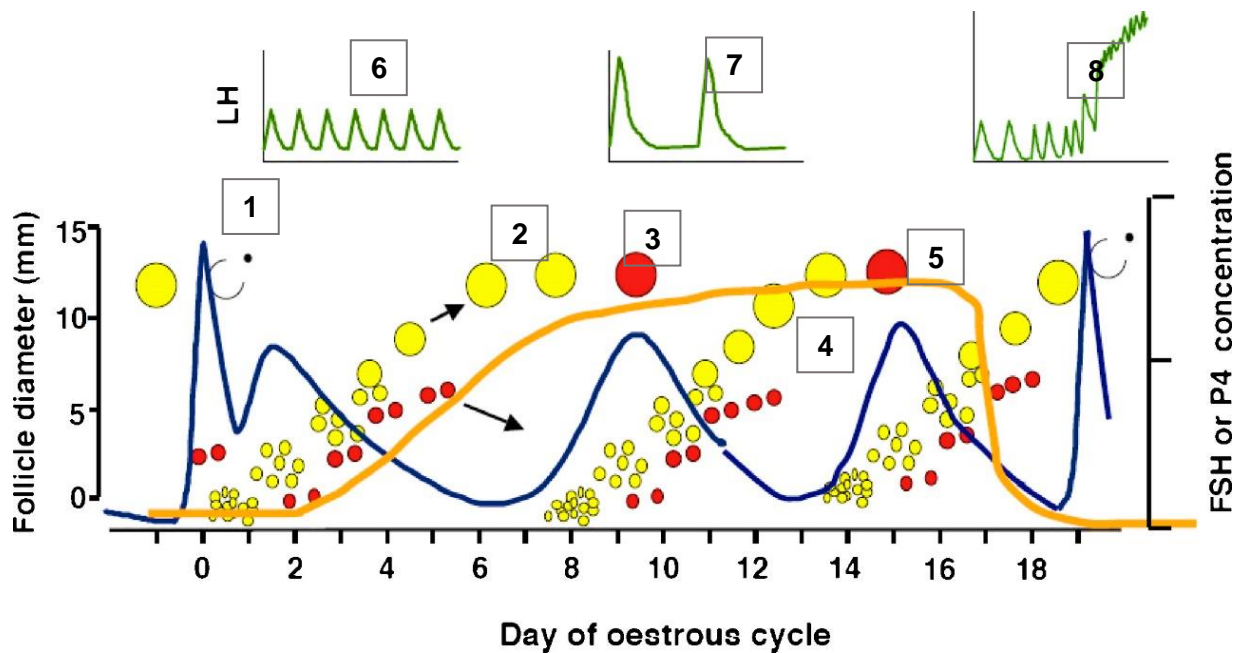 6
7
8
LH
1
2
3
4
5
Follicle diameter (mm)
15
10
5
0
FSH or P4 concentration
0 2 4 6 8 10 12 14 16 18
Day of oestrous cycle